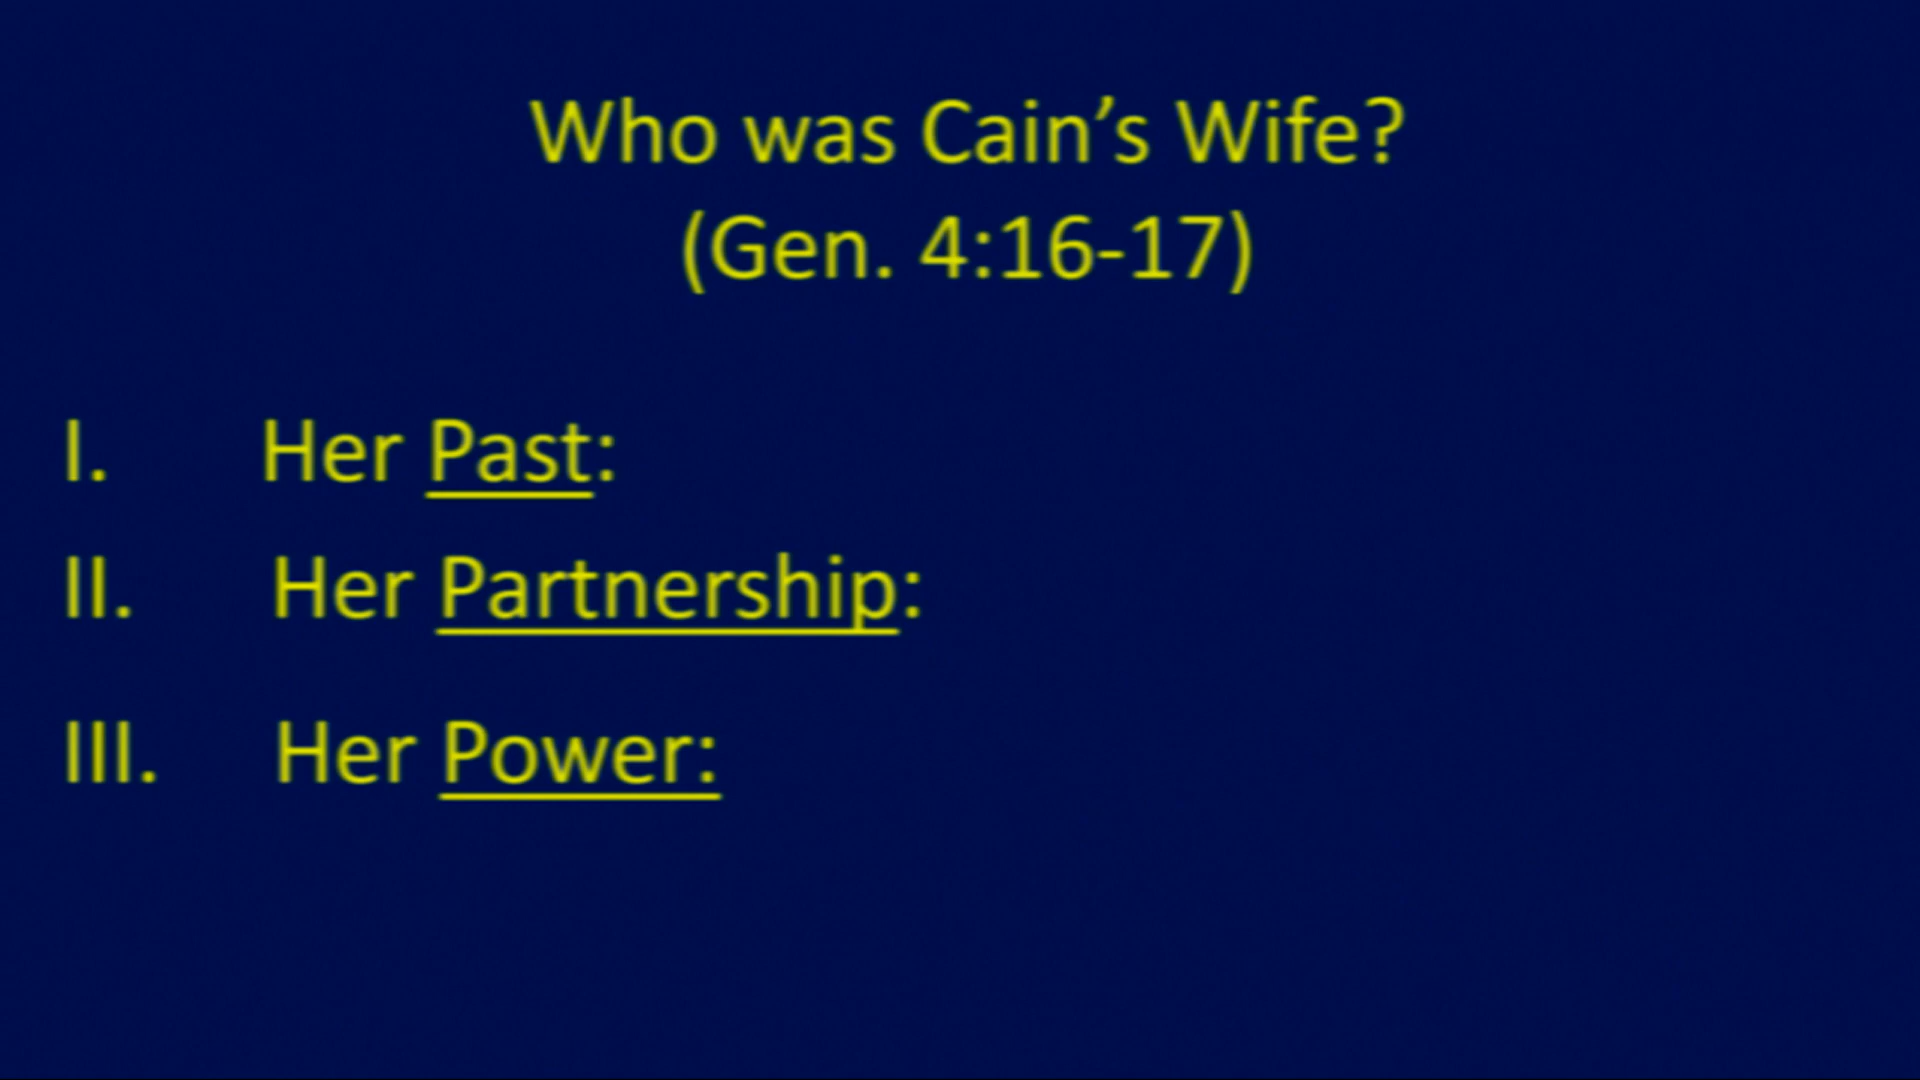 Who was Cain’s Wife?
(Gen. 4:16-17)
I. Her Past:
II. Her Partnership:
III. Her Power: